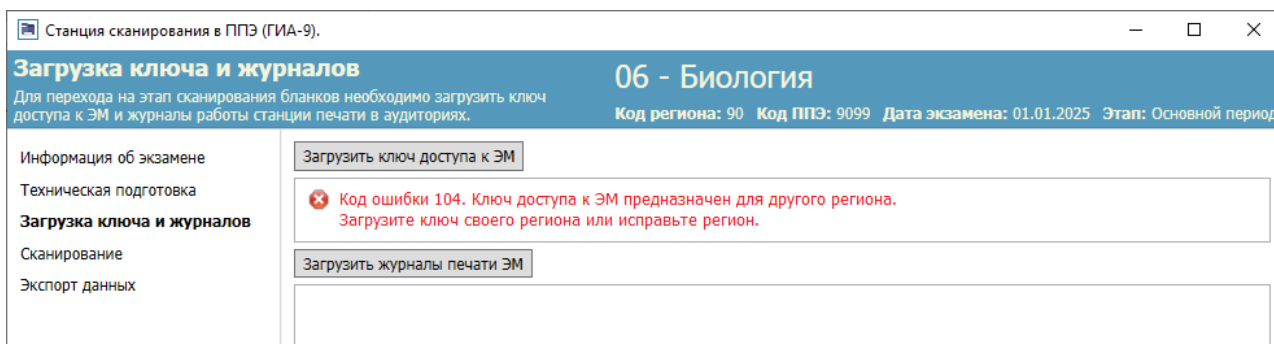 Станция сканирования в ППЭ (ГИА-9).
Загрузка ключа и журналов
Для перехода на этап сканирования бланков необходимо загрузить ключ
доступа к ЭМ и журналы работы станции печати в аудиториях.
06 - Биология
Код региона: 90 Код ППЭ: 9099 Дата экзамена: 01.01.2025 Этап: Основной период
Информация об экзамене
Техническая подготовка
Загрузка ключа и журналов
Сканирование
Экспорт данных
Загрузить ключ доступа к ЭМ
Код ошибки 104. Ключ доступа к ЭМ предназначен для другого региона.
Загрузите ключ своего региона или исправьте регион.
Загрузить журналы печати ЭМ